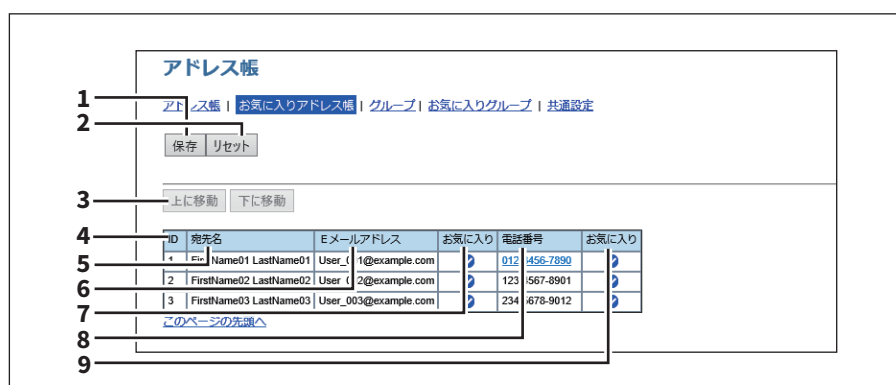 アドレス帳
アドレス帳 | お気に入りアドレス帳 | グループ | お気に入りグループ | 共通設定
1
2
保存 リセット
3
上に移動 下に移動
4
ID 宛先名 Eメールアドレス お気に入り 電話番号 お気に入り
5
1 FirstName01 LastName01 User_001@example.com 012-3456-7890
6
2 FirstName02 LastName02 User_002@example.com 123-4567-8901
3 FirstName03 LastName03 User_003@example.com 234-5678-9012
7
このページの先頭へ
8
9